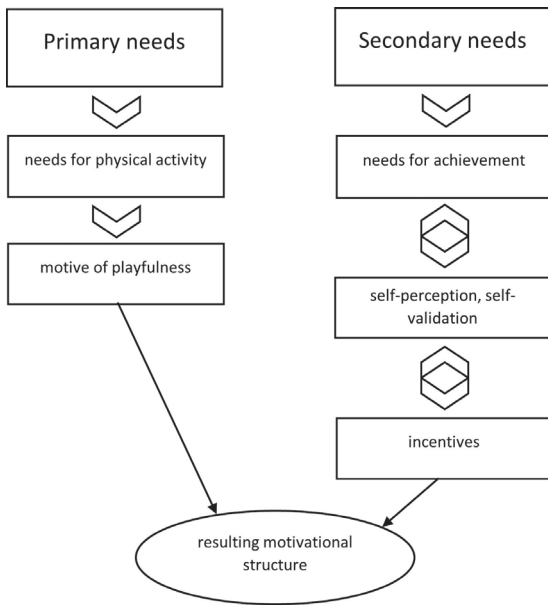 Primary needs
Secondary needs
needs for physical activity
needs for achievement
motive of playfulness
self-perception, self-
validation
incentives
resulting motivational
structure